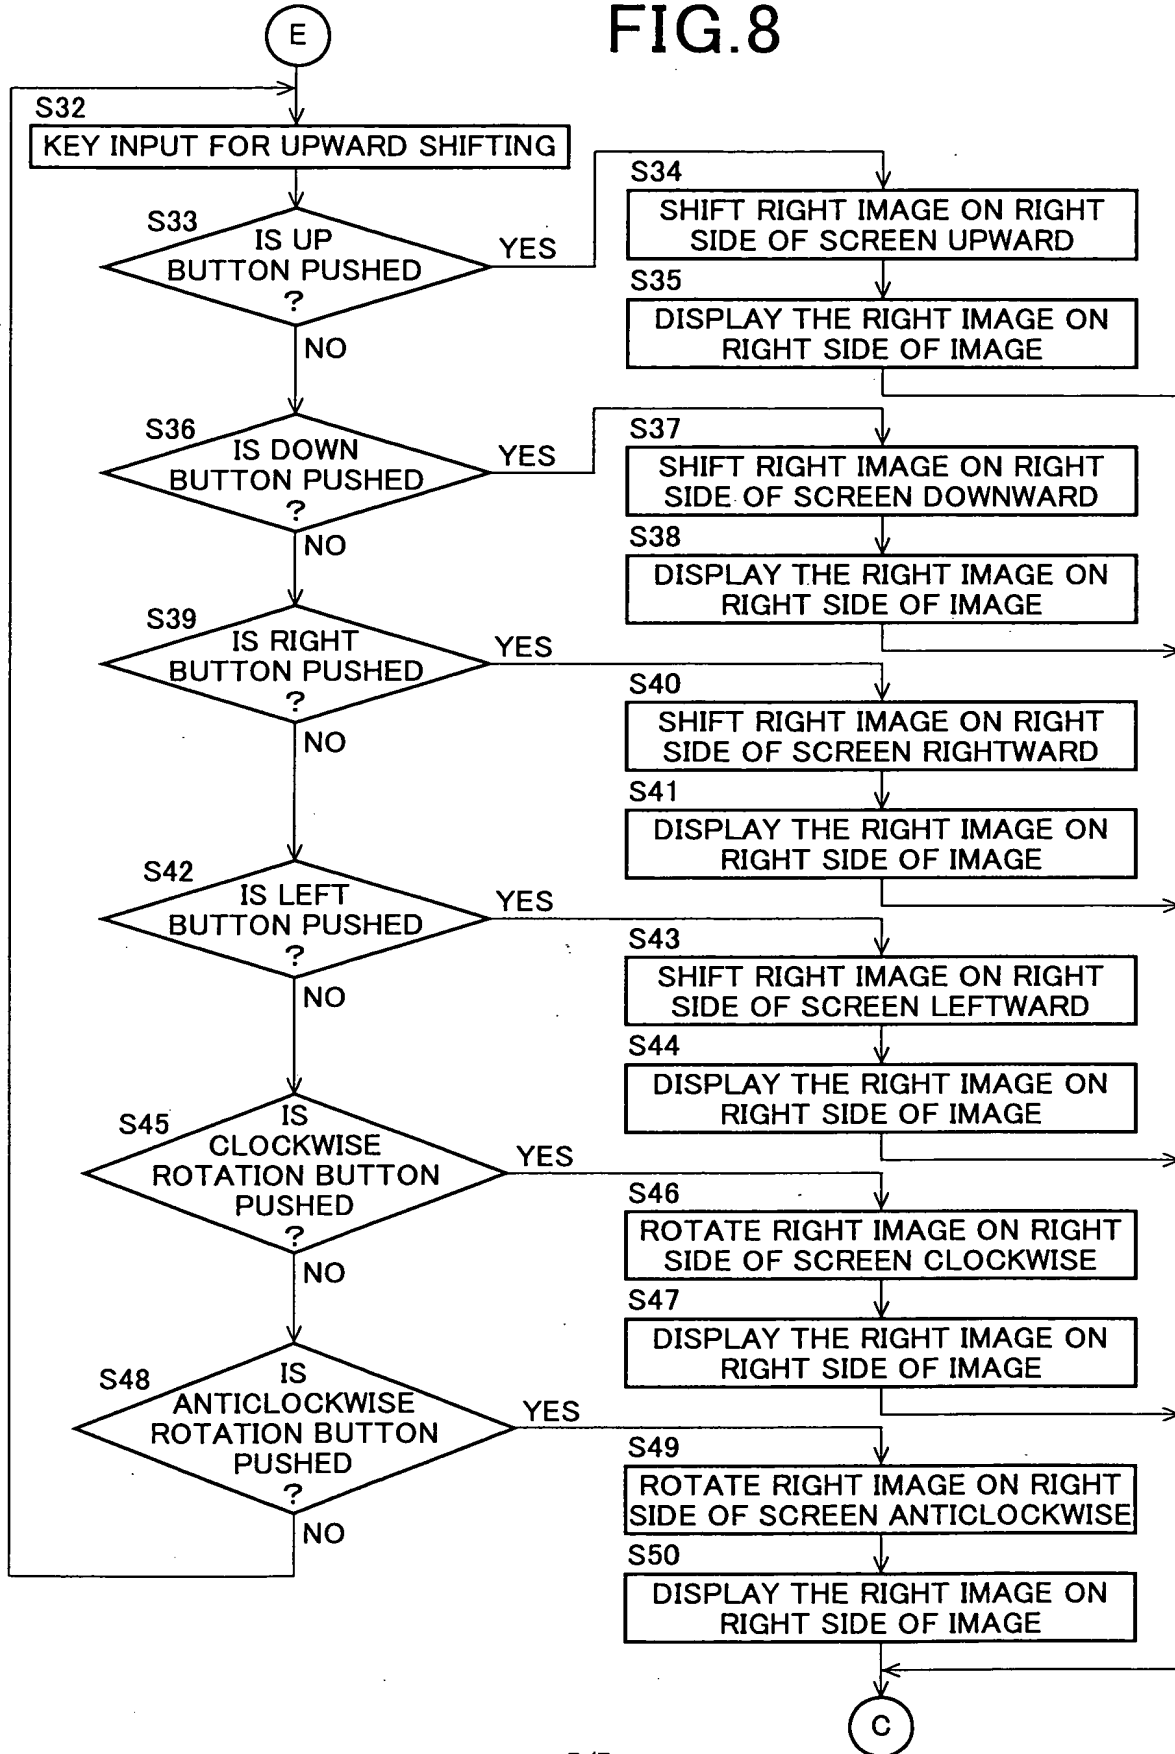 FIG.8
E
S32
KEY INPUT FOR UPWARD SHIFTING
S33
IS UP
BUTTON PUSHED
?
YES
NO
S34
SHIFT RIGHT IMAGE ON RIGHT
SIDE OF SCREEN UPWARD
S35
DISPLAY THE RIGHT IMAGE ON
RIGHT SIDE OF IMAGE
S36
IS DOWN
BUTTON PUSHED
?
YES
NO
S37
SHIFT RIGHT IMAGE ON RIGHT
SIDE OF SCREEN DOWNWARD
S38
DISPLAY THE RIGHT IMAGE ON
RIGHT SIDE OF IMAGE
S39
IS RIGHT
BUTTON PUSHED
?
YES
NO
S40
SHIFT RIGHT IMAGE ON RIGHT
SIDE OF SCREEN RIGHTWARD
S41
DISPLAY THE RIGHT IMAGE ON
RIGHT SIDE OF IMAGE
S42
IS LEFT
BUTTON PUSHED
?
YES
NO
S43
SHIFT RIGHT IMAGE ON RIGHT
SIDE OF SCREEN LEFTWARD
S44
DISPLAY THE RIGHT IMAGE ON
RIGHT SIDE OF IMAGE
S45
IS
CLOCKWISE
ROTATION BUTTON
PUSHED
?
YES
NO
S46
ROTATE RIGHT IMAGE ON RIGHT
SIDE OF SCREEN CLOCKWISE
S47
DISPLAY THE RIGHT IMAGE ON
RIGHT SIDE OF IMAGE
S48
IS
ANTICLOCKWISE
ROTATION BUTTON
PUSHED
?
YES
NO
S49
ROTATE RIGHT IMAGE ON RIGHT
SIDE OF SCREEN ANTICLOCKWISE
S50
DISPLAY THE RIGHT IMAGE ON
RIGHT SIDE OF IMAGE
C